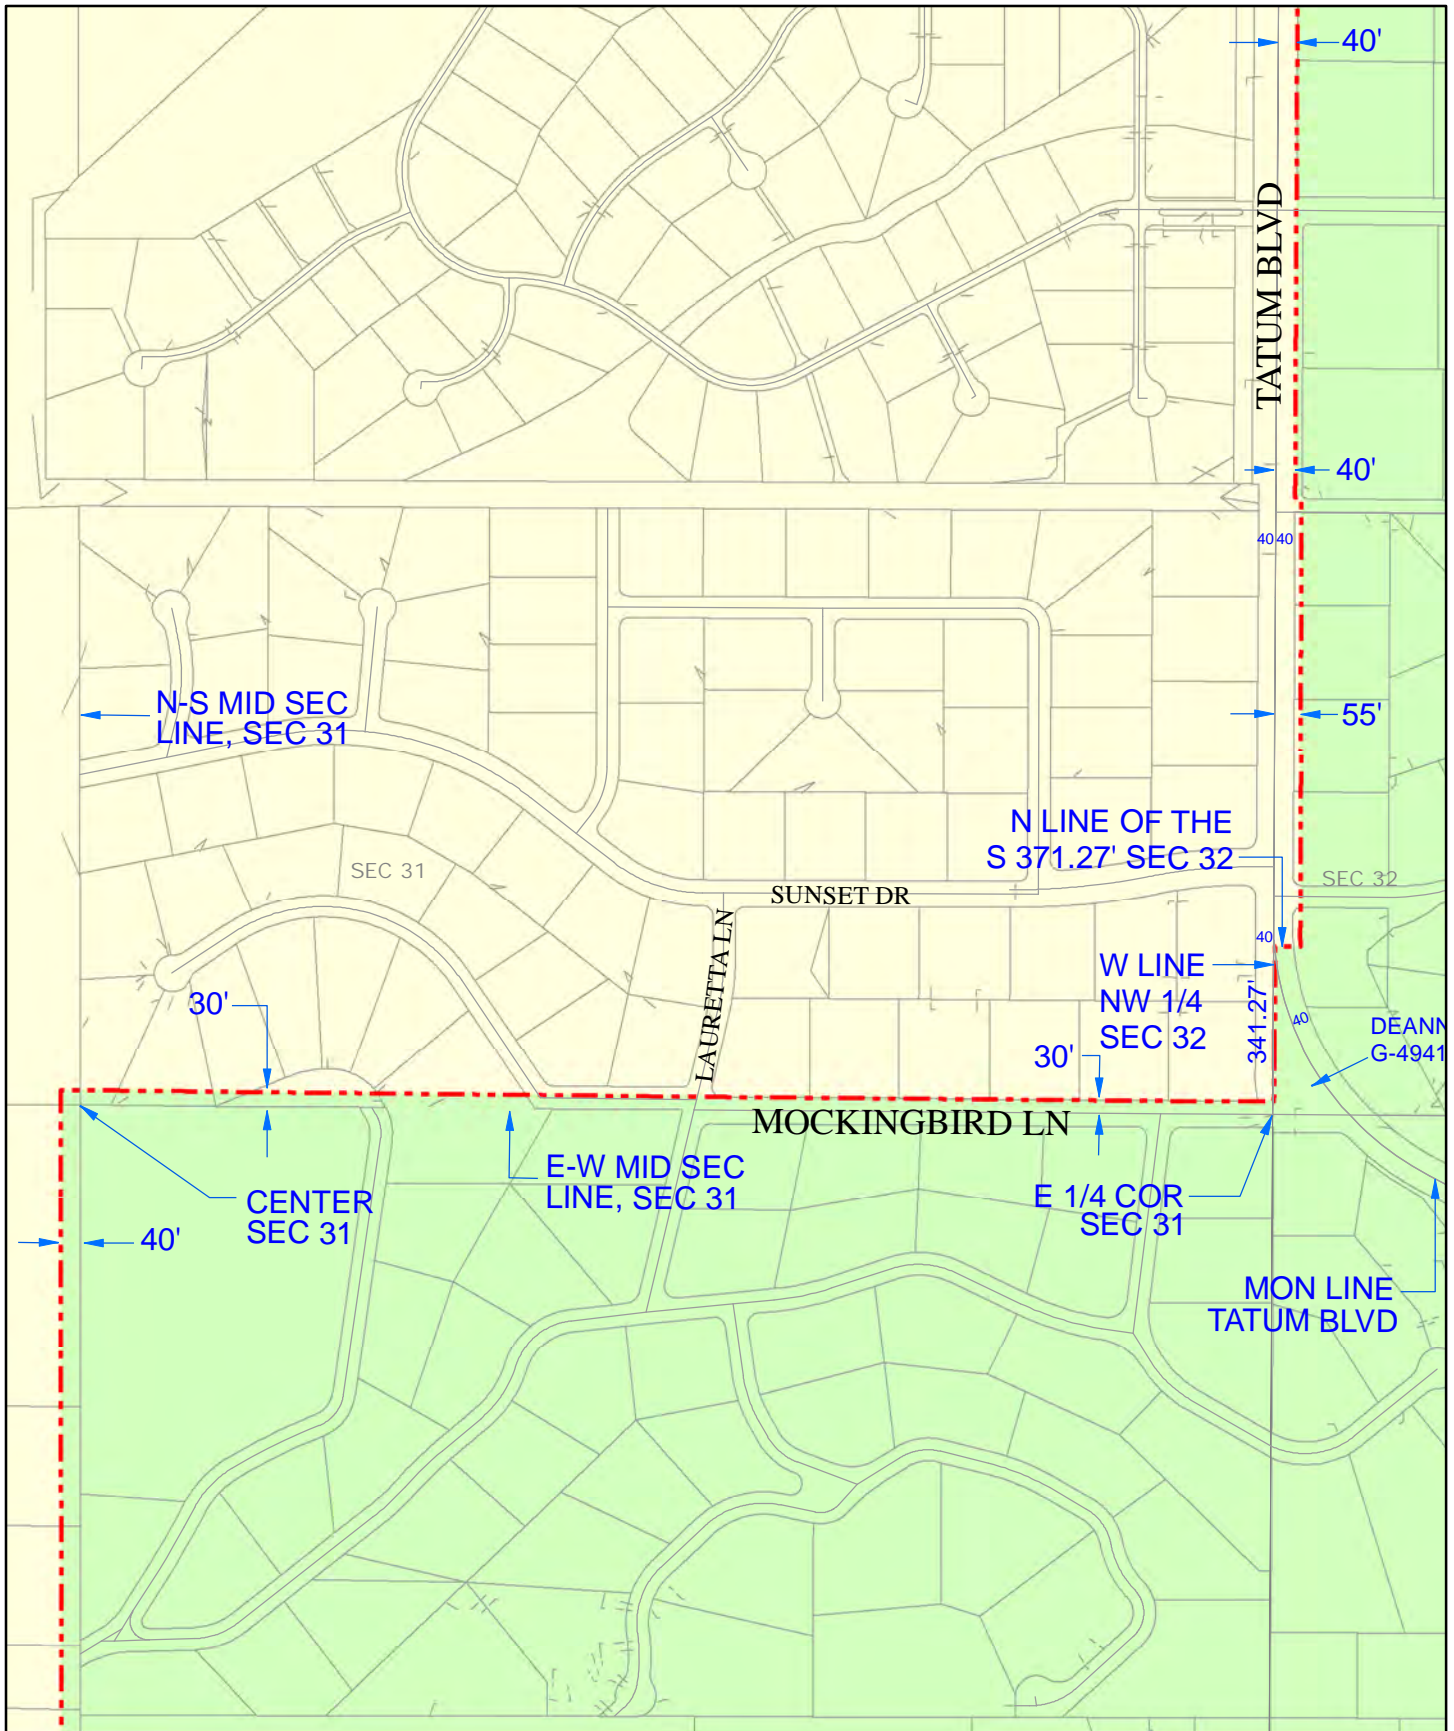 40'
TATUM BLVD
40'
40 40
N-S MID SEC
LINE, SEC 31
55'
N LINE OF THE
S 371.27' SEC 32
SEC 31
SEC 32
SUNSET DR
LAURETTA LN
40
W LINE
NW 1/4
SEC 32
341.27'
40
30'
DEANN
G-4941
30'
MOCKINGBIRD LN
E-W MID SEC
LINE, SEC 31
CENTER
SEC 31
E 1/4 COR
SEC 31
40'
MON LINE
TATUM BLVD